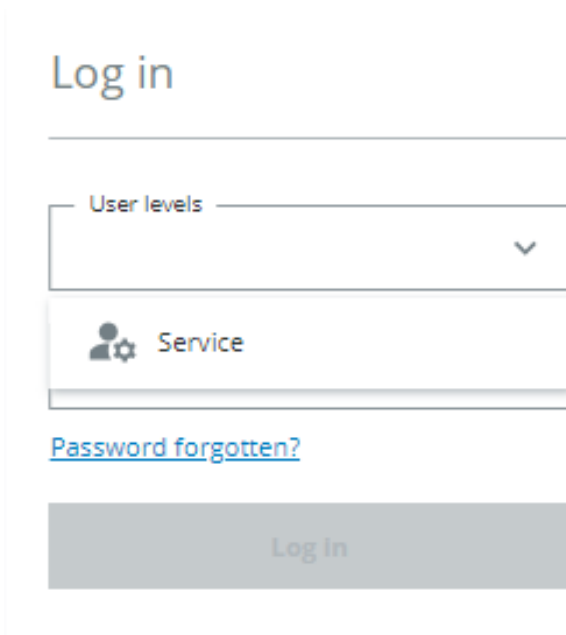 Log in
User levels
Service
Password forgotten?
Log In